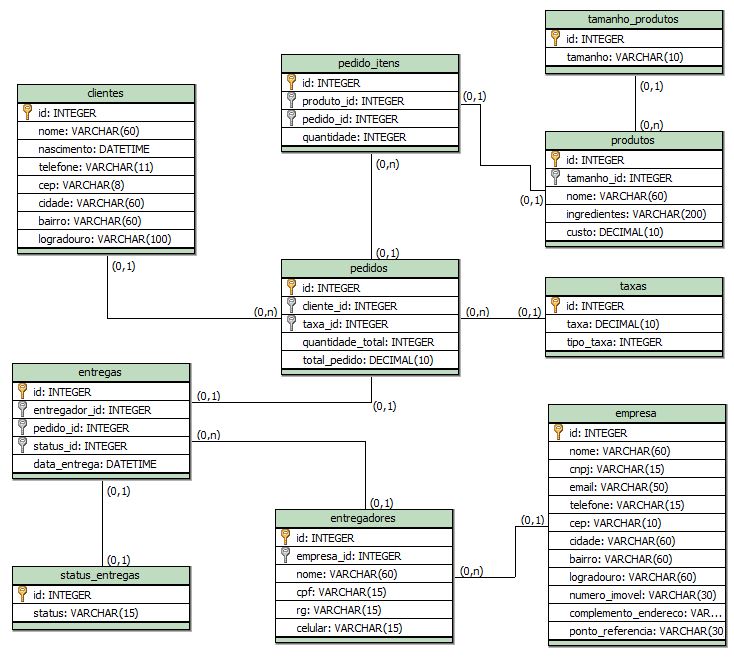 tamanho_produtos
id: INTEGER
tamanho: VARCHAR(10)
(0,1)
(0,n)
pedido_itens
id: INTEGER
produto_id: INTEGER
pedido_id: INTEGER
quantidade: INTEGER
(0,1)
(0,n)
(0,1)
clientes
id: INTEGER
nome: VARCHAR(60)
nascimento: DATETIME
telefone: VARCHAR(11)
cep: VARCHAR(8)
cidade: VARCHAR(60)
bairro: VARCHAR(60)
logradouro: VARCHAR(100)
(0,1)
(0,n)
produtos
id: INTEGER
tamanho_id: INTEGER
nome: VARCHAR(60)
ingredientes: VARCHAR(200)
custo: DECIMAL(10)
(0,1)
pedidos
id: INTEGER
cliente_id: INTEGER
taxa_id: INTEGER
quantidade_total: INTEGER
total_pedido: DECIMAL(10)
(0,n)
(0,1)
(0,1)
taxas
id: INTEGER
taxa: DECIMAL(10)
tipo_taxa: INTEGER
entregas
id: INTEGER
entregador_id: INTEGER
pedido_id: INTEGER
status_id: INTEGER
data_entrega: DATETIME
(0,1)
(0,n)
(0,1)
(0,1)
(0,1)
status_entregas
id: INTEGER
status: VARCHAR(15)
entregadores
id: INTEGER
empresa_id: INTEGER
nome: VARCHAR(60)
cpf: VARCHAR(15)
rg: VARCHAR(15)
celular: VARCHAR(15)
(0,n)
(0,1)
empresa
id: INTEGER
nome: VARCHAR(60)
cnpj: VARCHAR(15)
email: VARCHAR(50)
telefone: VARCHAR(15)
cep: VARCHAR(10)
cidade: VARCHAR(60)
bairro: VARCHAR(60)
logradouro: VARCHAR(60)
numero_imovel: VARCHAR(30)
complemento_endereco: VAR...
ponto_referencia: VARCHAR(30